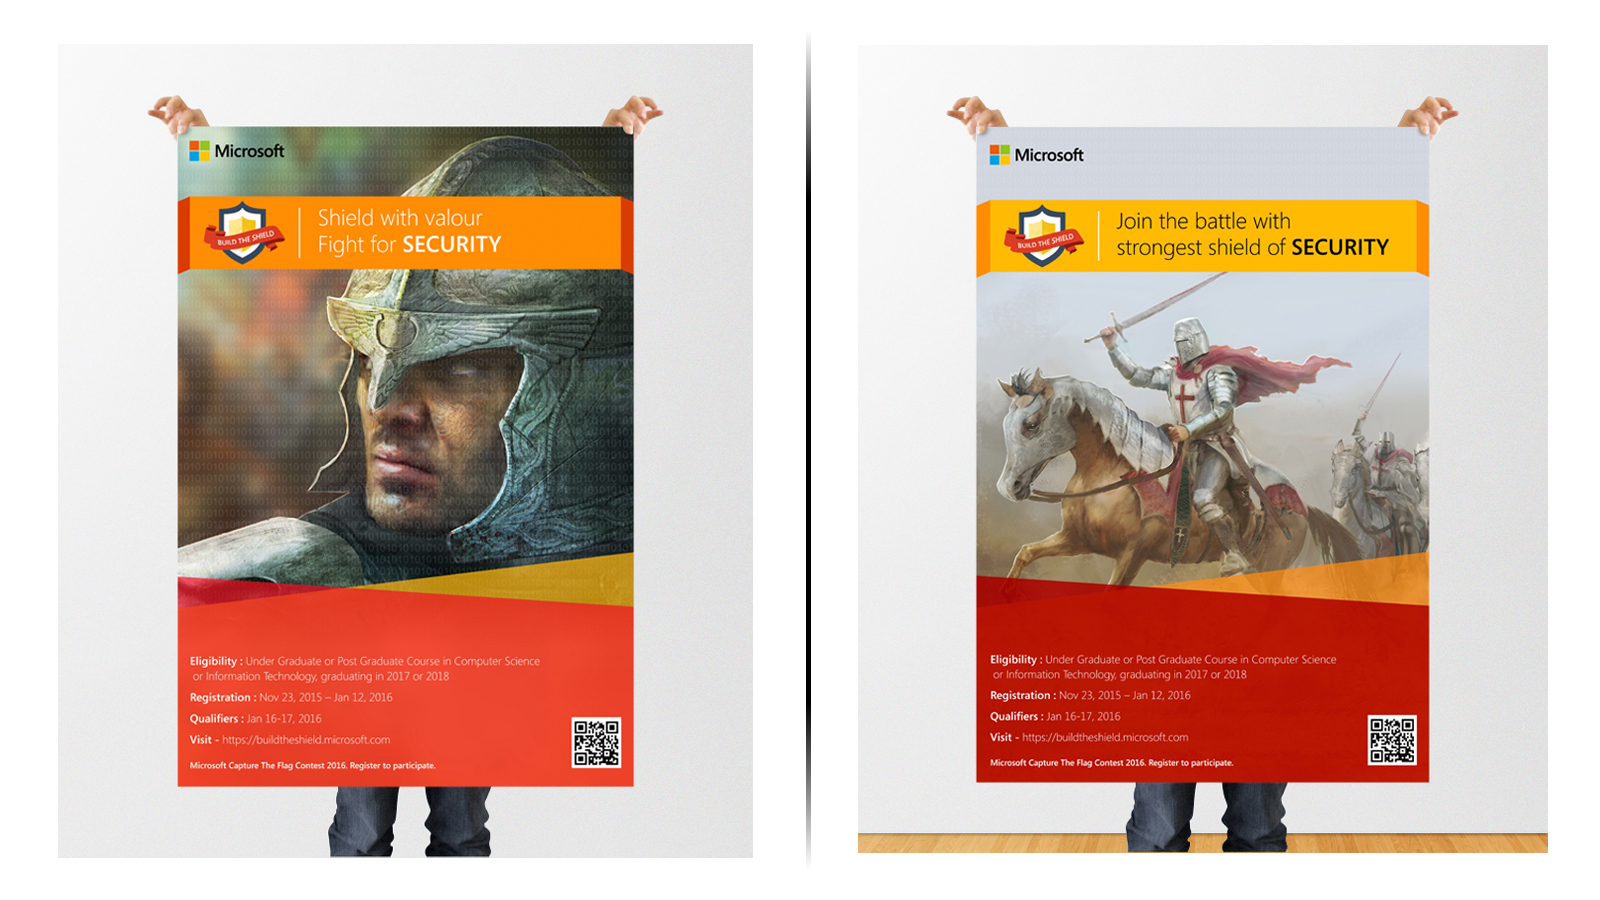 Microsoft
BUILD THE SHIELD
Shield with valour
Fight for SECURITY
Eligibility : Under Graduate or Post Graduate Course in Computer Science
or Information Technology, graduating in 2017 or 2018
Registration : Nov 23, 2015 – Jan 12, 2016
Qualifiers : Jan 16-17, 2016
Visit - https://buildtheshield.microsoft.com
Microsoft Capture The Flag Contest 2016. Register to participate.
Microsoft
BUILD THE SHIELD
Join the battle with
strongest shield of SECURITY
Eligibility : Under Graduate or Post Graduate Course in Computer Science
or Information Technology, graduating in 2017 or 2018
Registration : Nov 23, 2015 – Jan 12, 2016
Qualifiers : Jan 16-17, 2016
Visit - https://buildtheshield.microsoft.com
Microsoft Capture The Flag Contest 2016. Register to participate.